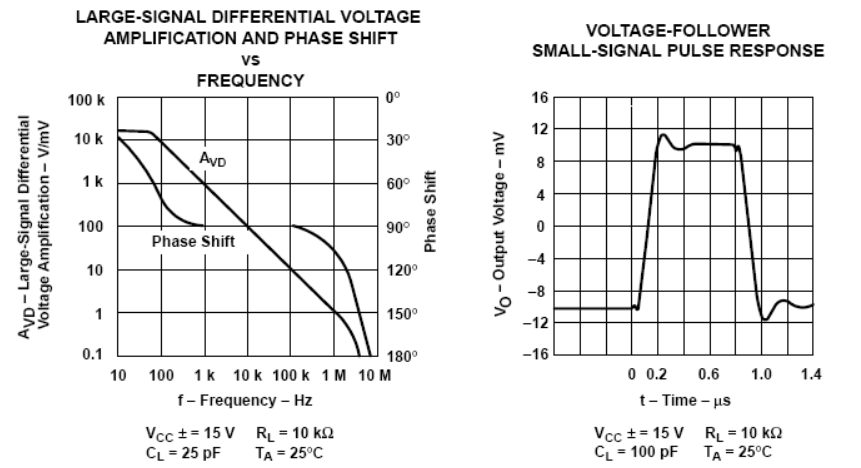 LARGE-SIGNAL DIFFERENTIAL VOLTAGE
AMPLIFICATION AND PHASE SHIFT
vs
FREQUENCY
AVD – Large-Signal Differential
Voltage Amplification – V/mV
100 k
10 k
1 k
100
10
1
0.1
AVD
Phase Shift
0°
30°
60°
90°
120°
150°
180°
Phase Shift
10 100 1 k 10 k 100 k 1 M 10 M
f – Frequency – Hz
VCC ± = 15 V RL = 10 kΩ
CL = 25 pF TA = 25°C
VOLTAGE-FOLLOWER
SMALL-SIGNAL PULSE RESPONSE
VO – Output Voltage – mV
16
12
8
4
0
–4
–8
–12
–16
0 0.2 0.6 1.0 1.4
t – Time – μs
VCC ± = 15 V RL = 10 kΩ
CL = 100 pF TA = 25°C